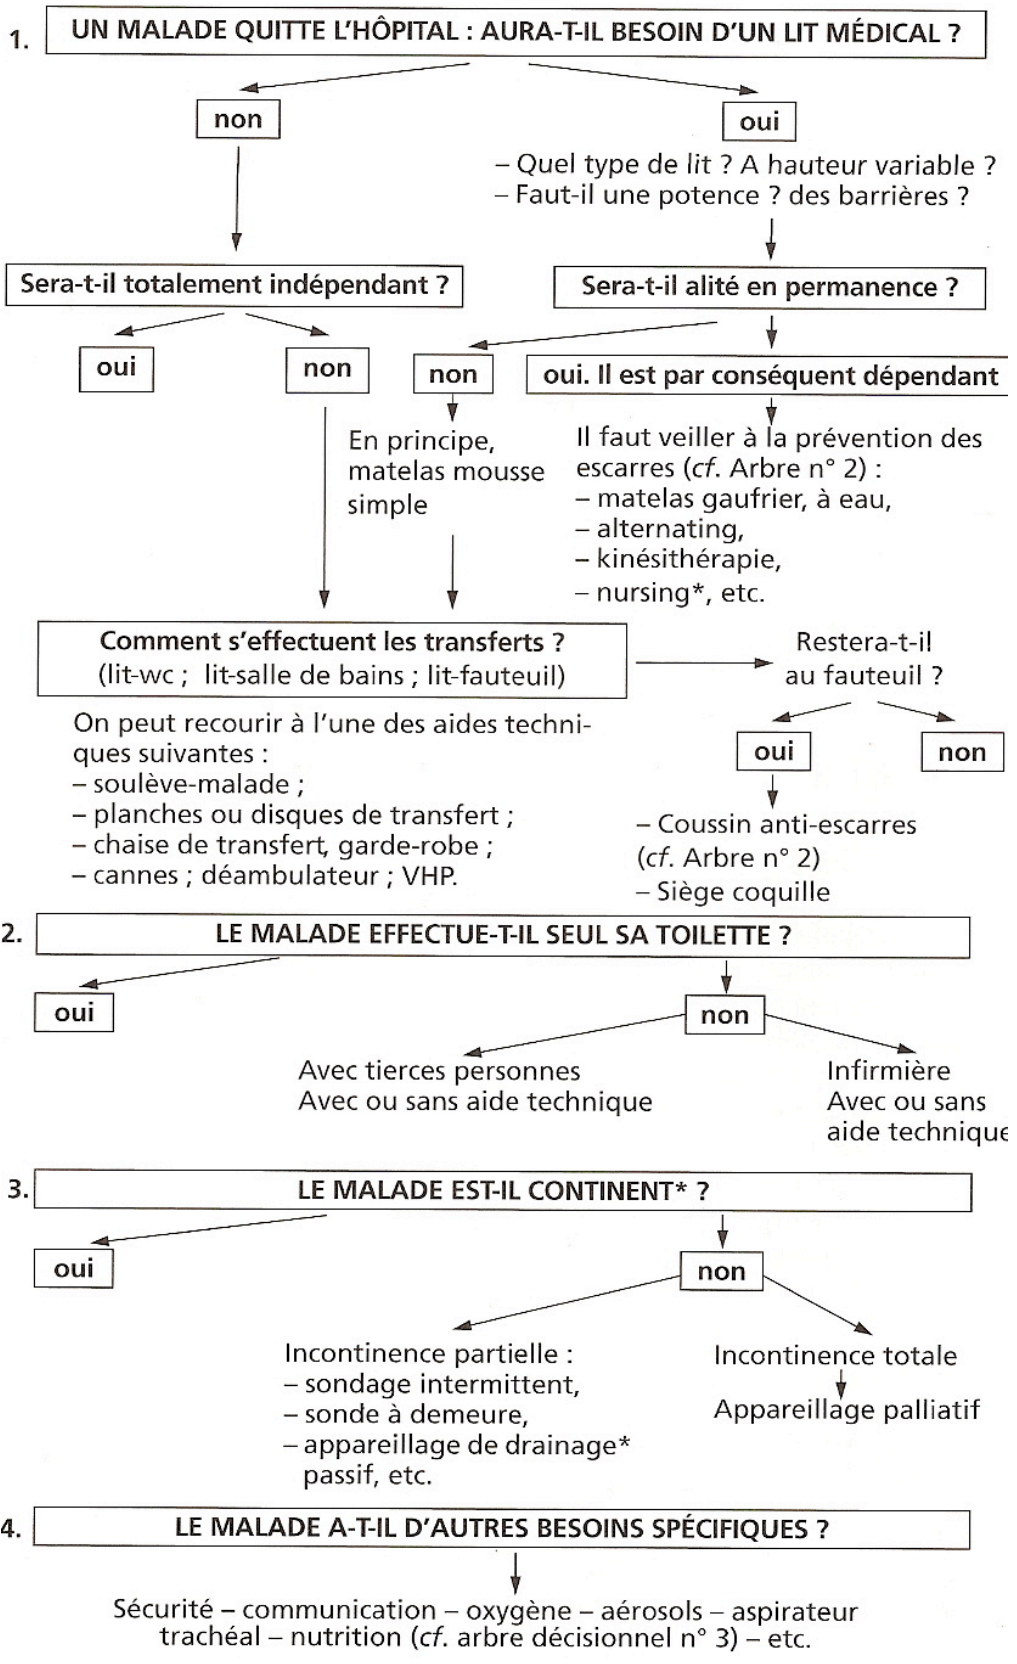 1. UN MALADE QUITTE L'HÔPITAL : AURA-T-IL BESOIN D'UN LIT MÉDICAL ?
non
oui
– Quel type de lit ? A hauteur variable ?
– Faut-il une potence ? des barrières ?
Sera-t-il totalement indépendant ?
Sera-t-il alité en permanence ?
oui
non
non
oui. Il est par conséquent dépendant
En principe,
matelas mousse
simple
Il faut veiller à la prévention des
escarres (cf. Arbre n° 2) :
– matelas gaufrier, à eau,
– alternating,
– kinésithérapie,
– nursing*, etc.
Comment s'effectuent les transferts ?
(lit-wc ; lit-salle de bains ; lit-fauteuil)
Restera-t-il
au fauteuil ?
On peut recourir à l'une des aides techni-
ques suivantes :
– soulève-malade ;
– planches ou disques de transfert ;
– chaise de transfert, garde-robe ;
– cannes ; déambulateur ; VHP.
oui
non
– Coussin anti-escarres
(cf. Arbre n° 2)
– Siège coquille
2. LE MALADE EFFECTUE-T-IL SEUL SA TOILETTE ?
oui
non
Avec tierces personnes
Avec ou sans aide technique
Infirmière
Avec ou sans
aide technique
3. LE MALADE EST-IL CONTINENT* ?
oui
non
Incontinence partielle :
– sondage intermittent,
– sonde à demeure,
– appareillage de drainage*
passif, etc.
Incontinence totale
Appareillage palliatif
4. LE MALADE A-T-IL D'AUTRES BESOINS SPÉCIFIQUES ?
Sécurité – communication – oxygène – aérosols – aspirateur
trachéal – nutrition (cf. arbre décisionnel n° 3) – etc.